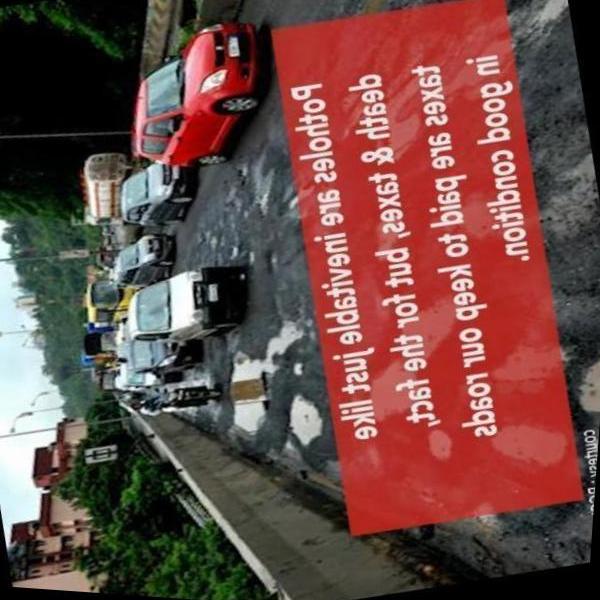 Potholes are inevitable just like
death & taxes, but for the fact,
taxes are paid to keep our roads
in good condition.
courtesy :